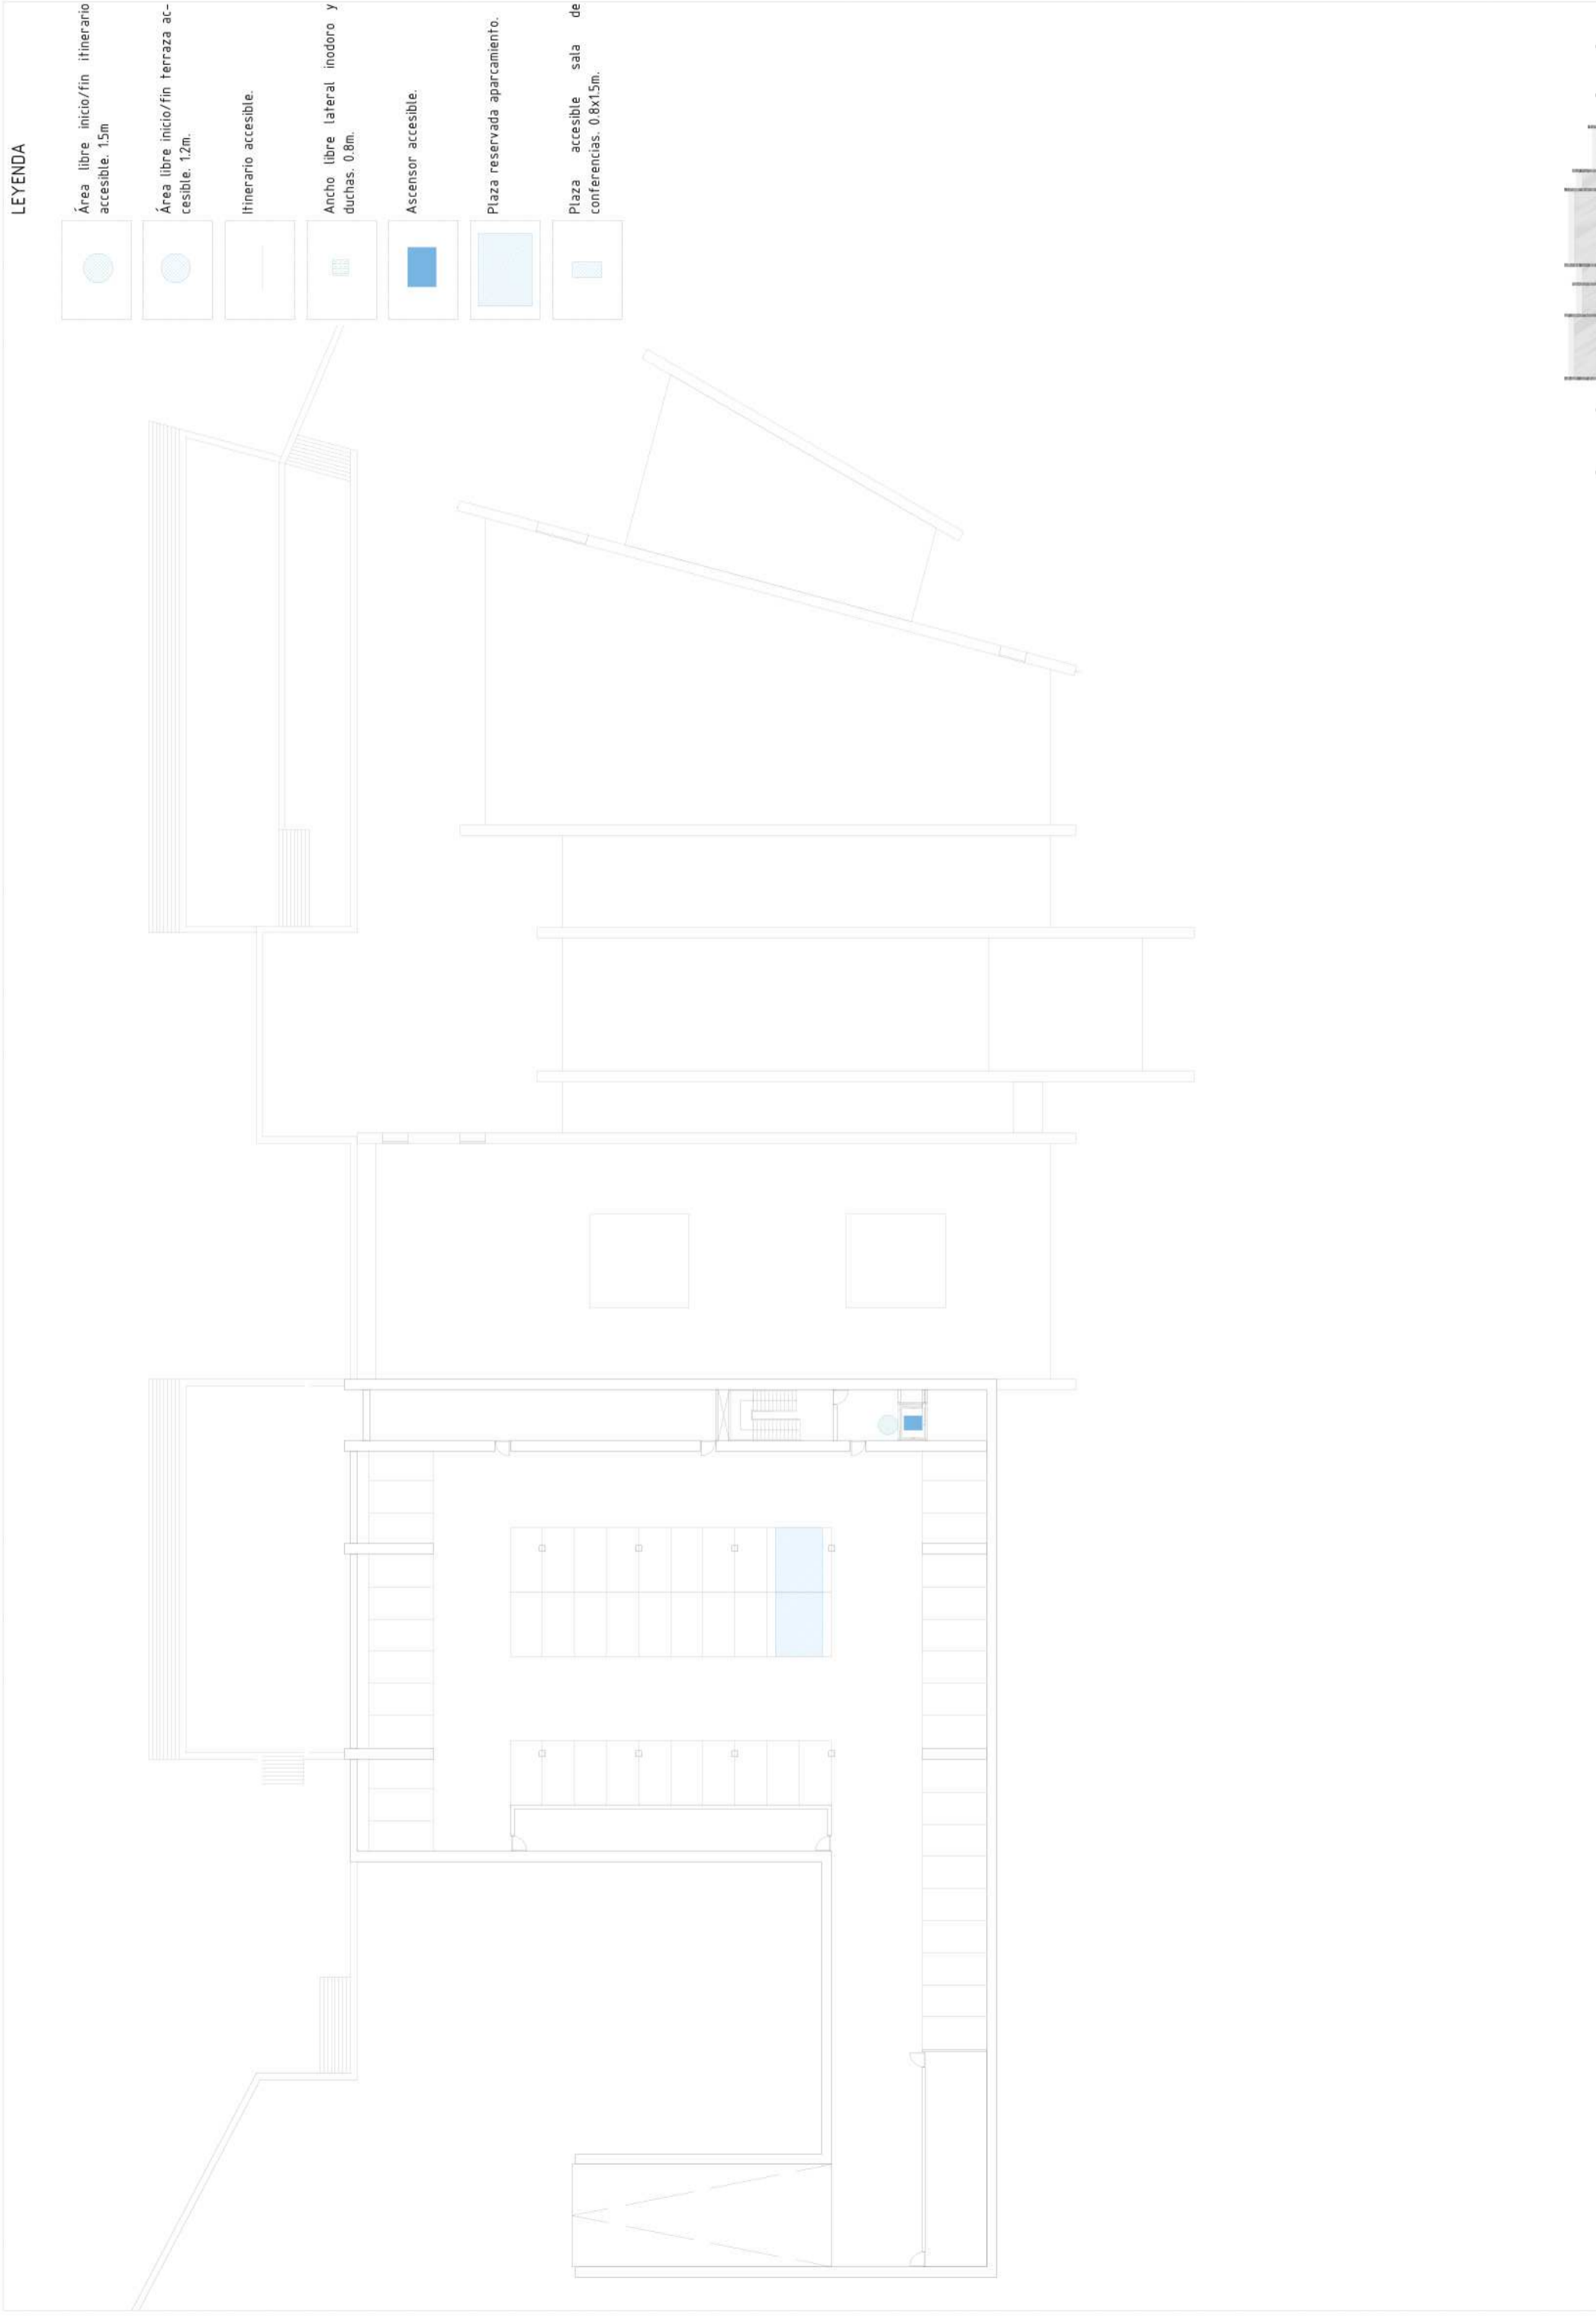 LEYENDA
Área libre inicio/fin itinerario
accesible. 1.5m
Área libre inicio/fin terraza ac-
cesible. 1.2m.
Itinerario accesible.
Ancho libre lateral inodoro y
duchas. 0.8m.
Ascensor accesible.
Plaza reservada aparcamiento.
Plaza accesible sala de
conferencias. 0.8x1.5m.